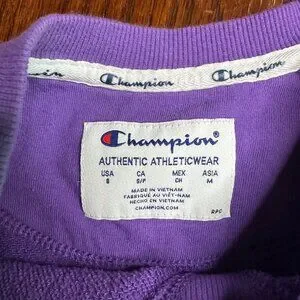 Champion
Champion
Champion®
AUTHENTIC ATHLETICWEAR
USA CA MEX ASIA
S S/P CH M
MADE IN VIETNAM
FABRIQUÉ AU VIÊT-NAM
HECHO EN VIETNAM
CHAMPION.COM
RPC